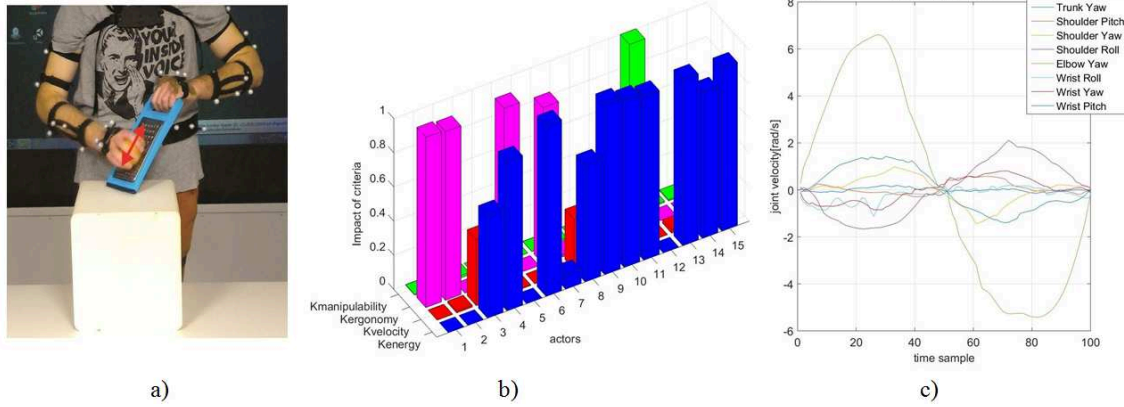 YOUR
INSIDE
VOICE
1
0.8
0.6
0.4
0.2
0
Impact of criteria
Kmanipulability
Kergonomy
Kvelocity
Kenergy
1
2
3
4
5
6
7
8
9
10
11
12
13
14
15
actors
Trunk Yaw
Shoulder Pitch
Shoulder Yaw
Shoulder Roll
Elbow Yaw
Wrist Roll
Wrist Yaw
Wrist Pitch
8
6
4
2
0
-2
-4
-6
joint velocity[rad/s]
0
20
40
60
80
100
time sample
a)
b)
c)